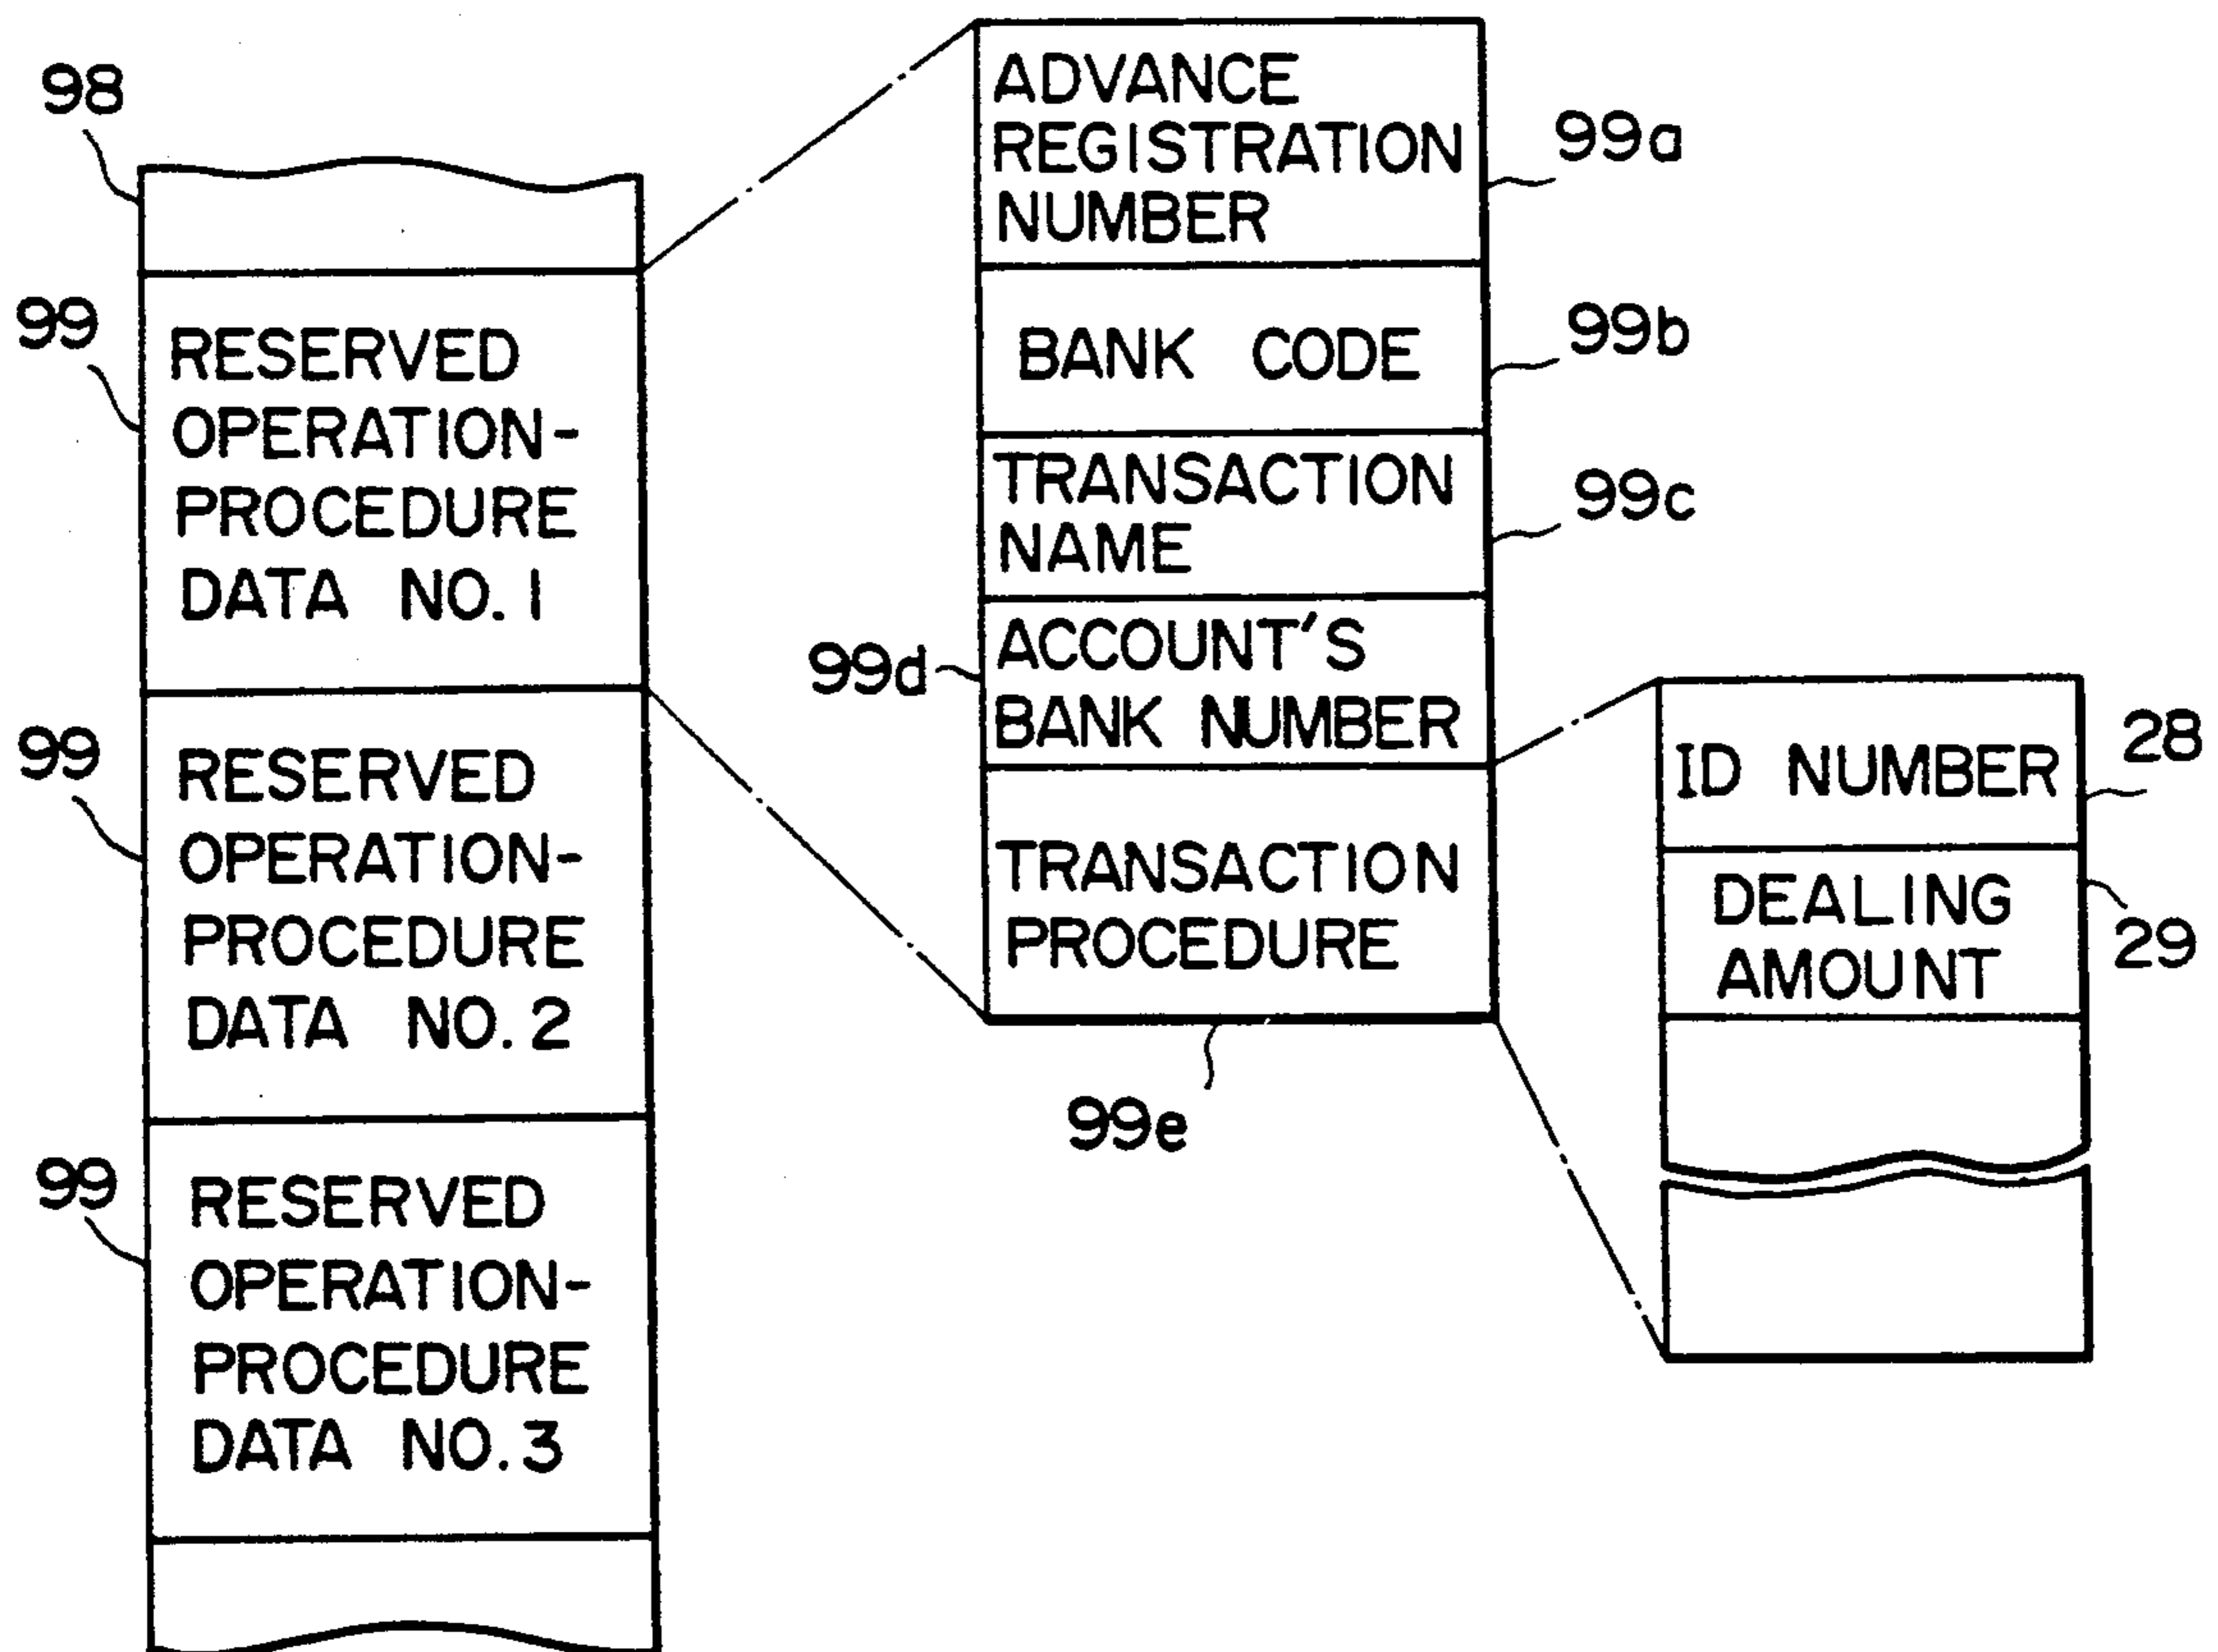 98
99
RESERVED
OPERATION-
PROCEDURE
DATA NO. 1
99
RESERVED
OPERATION-
PROCEDURE
DATA NO. 2
99
RESERVED
OPERATION-
PROCEDURE
DATA NO. 3
ADVANCE
REGISTRATION
NUMBER
99a
BANK CODE
99b
TRANSACTION
NAME
99c
99d
ACCOUNT'S
BANK NUMBER
TRANSACTION
PROCEDURE
99e
ID NUMBER
28
DEALING
AMOUNT
29